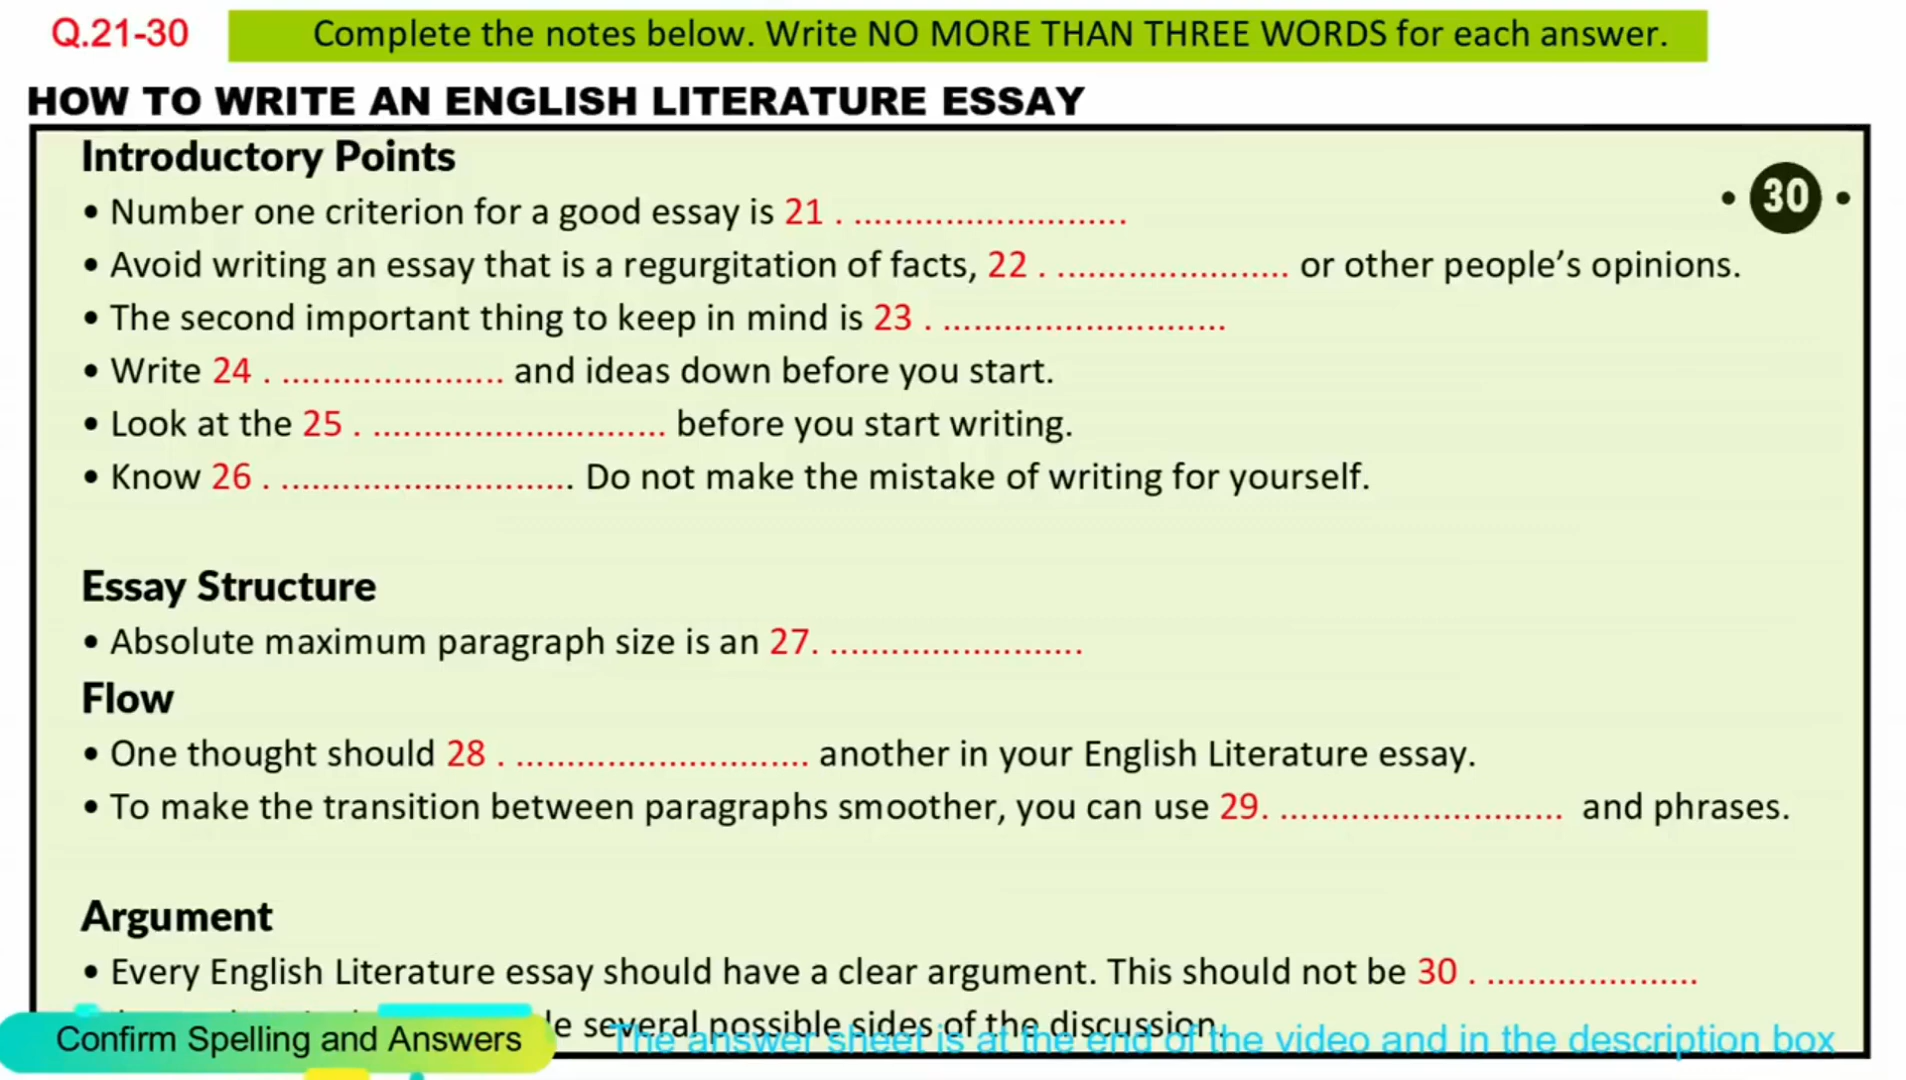 Q.21-30 Complete the notes below. Write NO MORE THAN THREE WORDS for each answer.
HOW TO WRITE AN ENGLISH LITERATURE ESSAY
Introductory Points
• 30 •
• Number one criterion for a good essay is 21 . ...........................
• Avoid writing an essay that is a regurgitation of facts, 22 . ....................... or other people’s opinions.
• The second important thing to keep in mind is 23 . ............................
• Write 24 . ...................... and ideas down before you start.
• Look at the 25 . ............................. before you start writing.
• Know 26 . ............................. Do not make the mistake of writing for yourself.
Essay Structure
• Absolute maximum paragraph size is an 27. .........................
Flow
• One thought should 28 . ............................. another in your English Literature essay.
• To make the transition between paragraphs smoother, you can use 29. ............................ and phrases.
Argument
• Every English Literature essay should have a clear argument. This should not be 30 . .....................
several possible sides of the discussion.
Confirm Spelling and Answers
The answer sheet is at the end of the video and in the description box